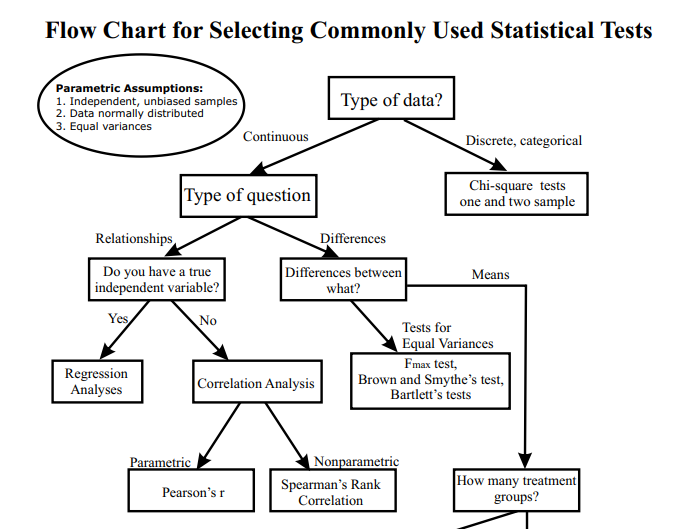 Flow Chart for Selecting Commonly Used Statistical Tests
Parametric Assumptions:
1. Independent, unbiased samples
2. Data normally distributed
3. Equal variances
Type of data?
Continuous
Discrete, categorical
Type of question
Chi-square tests
one and two sample
Relationships
Differences
Do you have a true
independent variable?
Differences between
what?
Means
Yes
No
Tests for
Equal Variances
Regression
Analyses
Correlation Analysis
Fmax test,
Brown and Smythe's test,
Bartlett's tests
Parametric
Nonparametric
Pearson's r
Spearman's Rank
Correlation
How many treatment
groups?